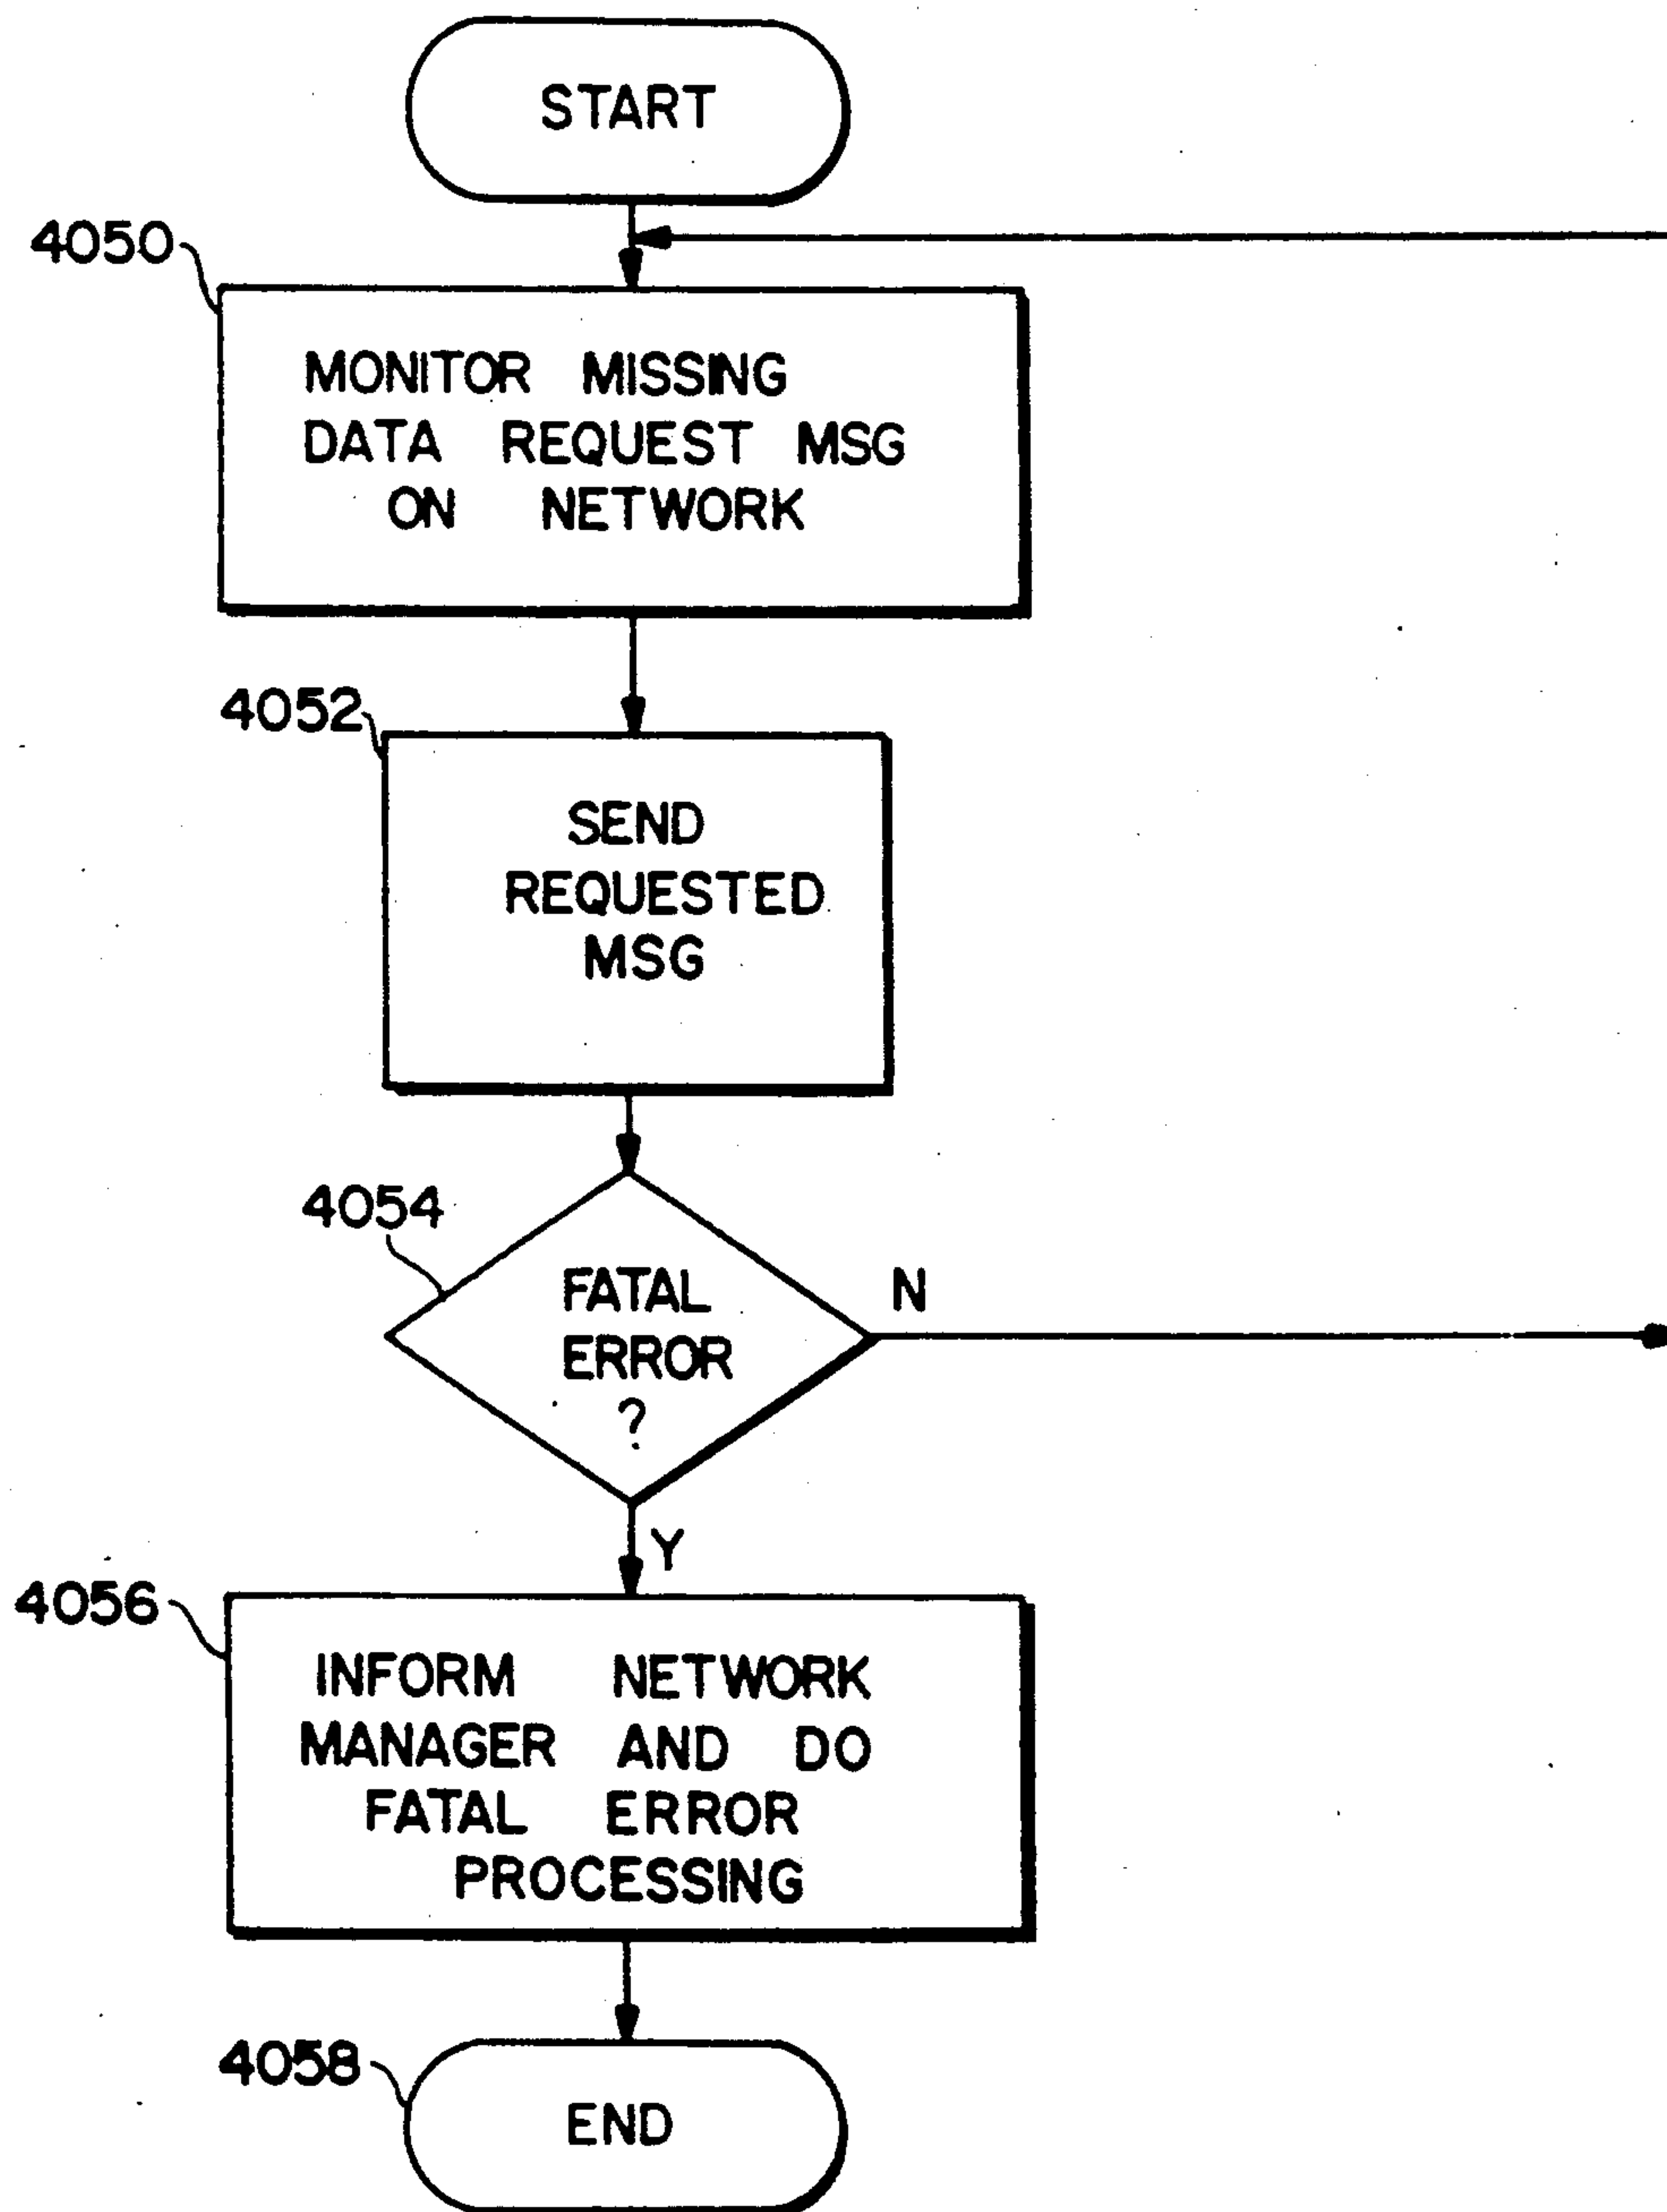 START
4050
MONITOR MISSING
DATA REQUEST MSG
ON NETWORK
4052
SEND
REQUESTED
MSG
4054
FATAL
ERROR
?
N
Y
4056
INFORM NETWORK
MANAGER AND DO
FATAL ERROR
PROCESSING
4058
END